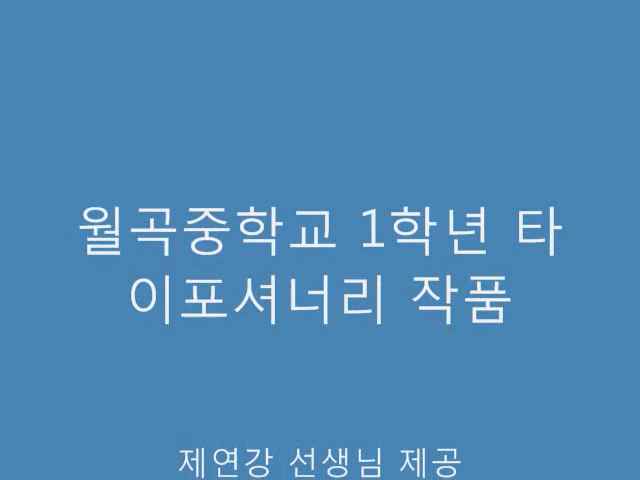 월곡중학교 1학년 타
이포셔너리 작품
제연강 선생님 제공